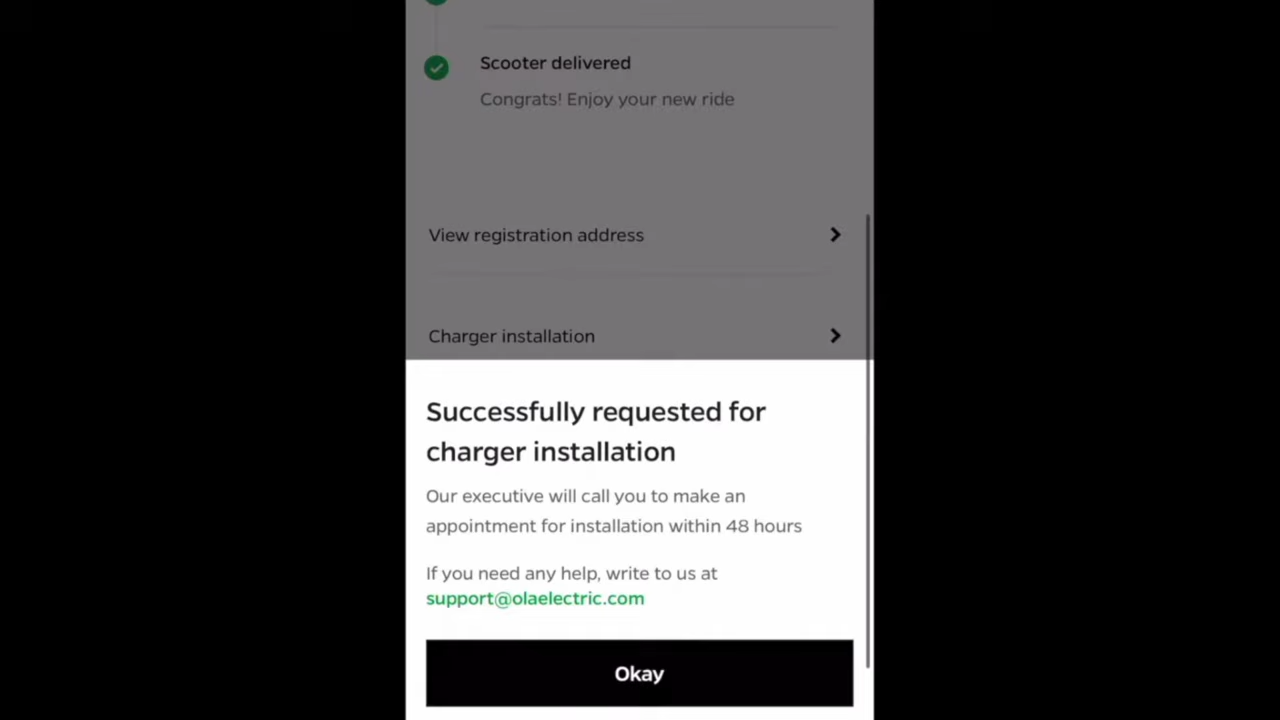 Scooter delivered
Congrats! Enjoy your new ride
View registration address
Charger installation
Successfully requested for
charger installation
Our executive will call you to make an
appointment for installation within 48 hours
If you need any help, write to us at
support@olaelectric.com
Okay